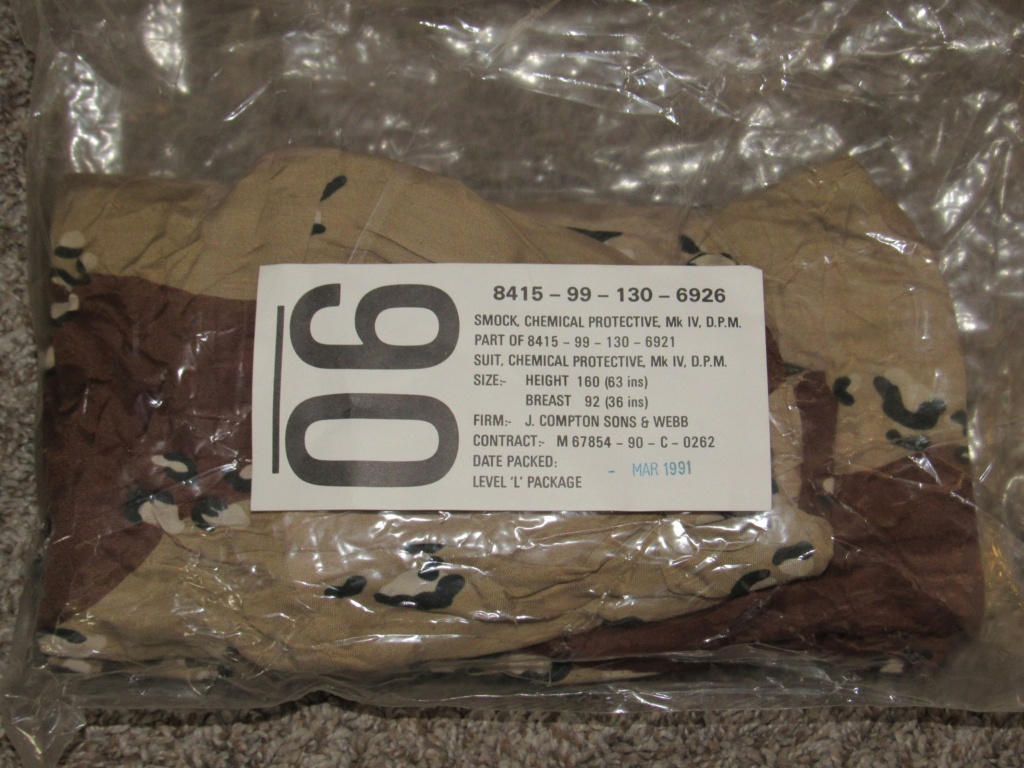 06
8415 - 99 - 130 - 6926
SMOCK, CHEMICAL PROTECTIVE, Mk IV, D.P.M.
PART OF 8415 - 99 - 130 - 6921
SUIT, CHEMICAL PROTECTIVE, Mk IV, D.P.M.
SIZE:- HEIGHT 160 (63 ins)
BREAST 92 (36 ins)
FIRM:- J. COMPTON SONS & WEBB
CONTRACT:- M 67854 - 90 - C - 0262
DATE PACKED: - MAR 1991
LEVEL 'L' PACKAGE